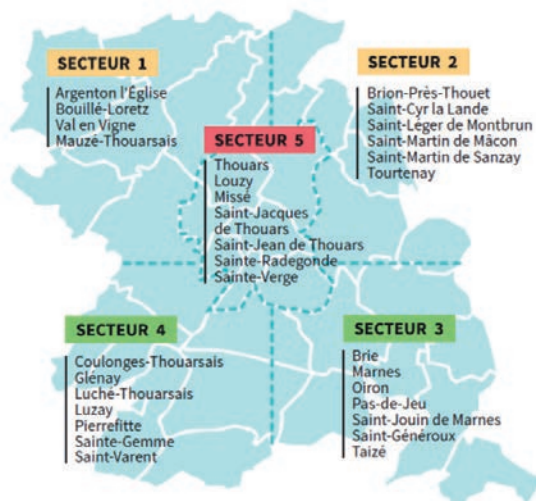 SECTEUR 1
Argenton l'Église
Bouillé-Loretz
Val en Vigne
Mauzé-Thouarsais
SECTEUR 2
Brion-Près-Thouet
Saint-Cyr la Lande
Saint-Léger de Montbrun
Saint-Martin de Mâcon
Saint-Martin de Sanzay
Tourtenay
SECTEUR 5
Thouars
Louzy
Missé
Saint-Jacques
de Thouars
Saint-Jean de Thouars
Sainte-Radegonde
Sainte-Verge
SECTEUR 4
Coulonges-Thouarsais
Glénay
Luché-Thouarsais
Luzay
Pierrefitte
Sainte-Gemme
Saint-Varent
SECTEUR 3
Brie
Marnes
Oiron
Pas-de-Jeu
Saint-Jouin de Marnes
Saint-Généroux
Taizé